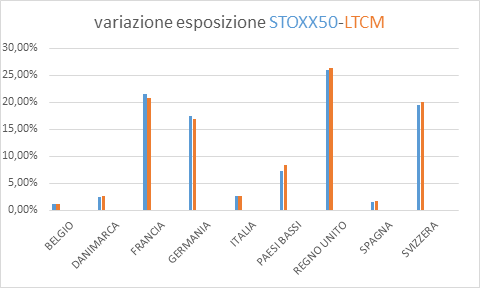 variazione esposizione STOXX50-LTCM
30,00%
25,00%
20,00%
15,00%
10,00%
5,00%
0,00%
BELGIO
DANIMARCA
FRANCIA
GERMANIA
ITALIA
PAESI BASSI
REGNO UNITO
SPAGNA
SVIZZERA